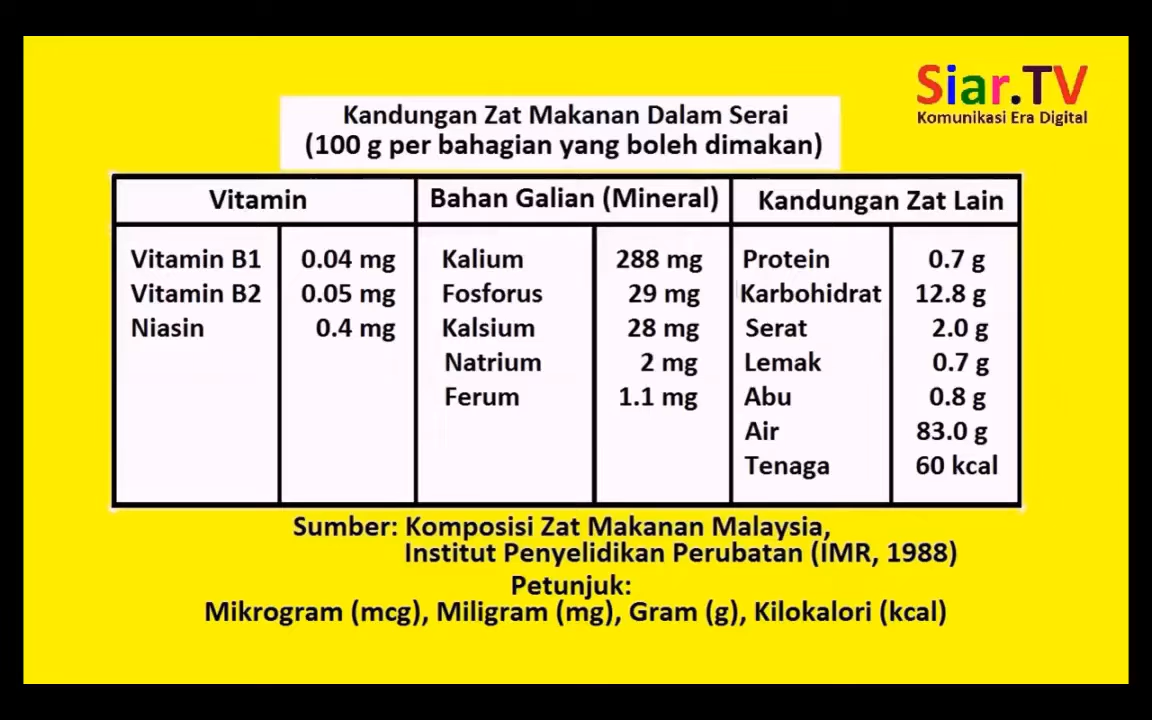 Siar.TV
Komunikasi Era Digital
Kandungan Zat Makanan Dalam Serai
(100 g per bahagian yang boleh dimakan)
Vitamin Bahan Galian (Mineral) Kandungan Zat Lain
Vitamin B1 0.04 mg Kalium 288 mg Protein 0.7 g
Vitamin B2 0.05 mg Fosforus 29 mg Karbohidrat 12.8 g
Niasin 0.4 mg Kalsium 28 mg Serat 2.0 g
Natrium 2 mg Lemak 0.7 g
Ferum 1.1 mg Abu 0.8 g
Air 83.0 g
Tenaga 60 kcal
Sumber: Komposisi Zat Makanan Malaysia,
Institut Penyelidikan Perubatan (IMR, 1988)
Petunjuk:
Mikrogram (mcg), Miligram (mg), Gram (g), Kilokalori (kcal)